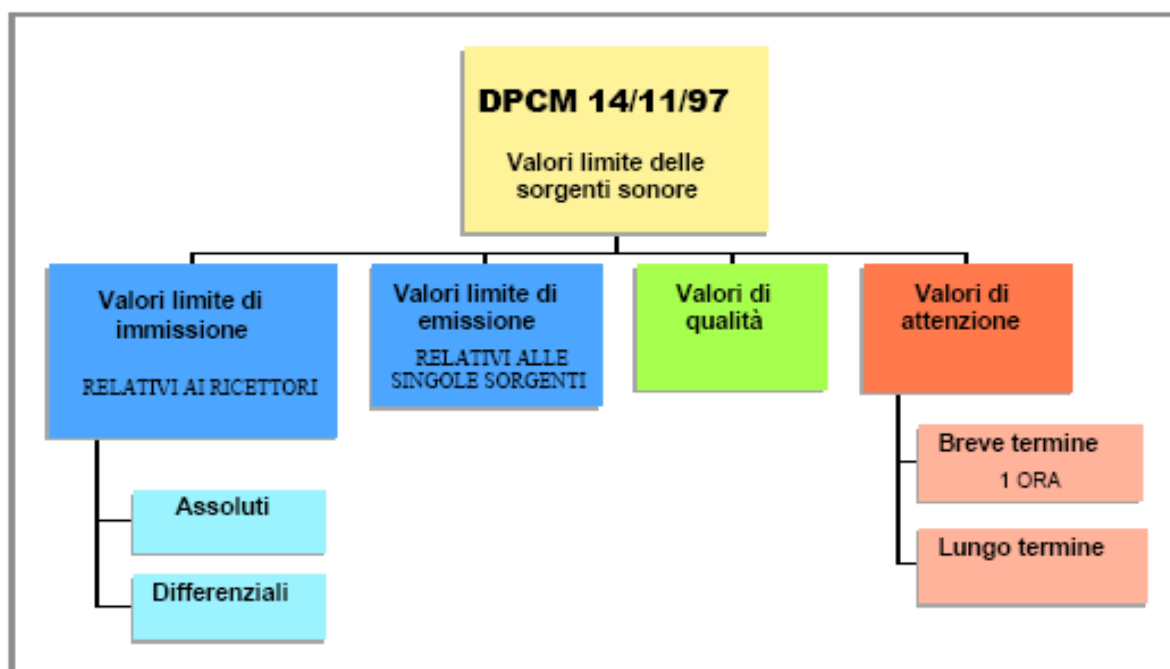 DPCM 14/11/97
Valori limite delle
sorgenti sonore
Valori limite di
immissione
RELATIVI AI RICETTORI
Valori limite di
emissione
RELATIVI ALLE
SINGOLE SORGENTI
Valori di
qualità
Valori di
attenzione
Assoluti
Differenziali
Breve termine
1 ORA
Lungo termine